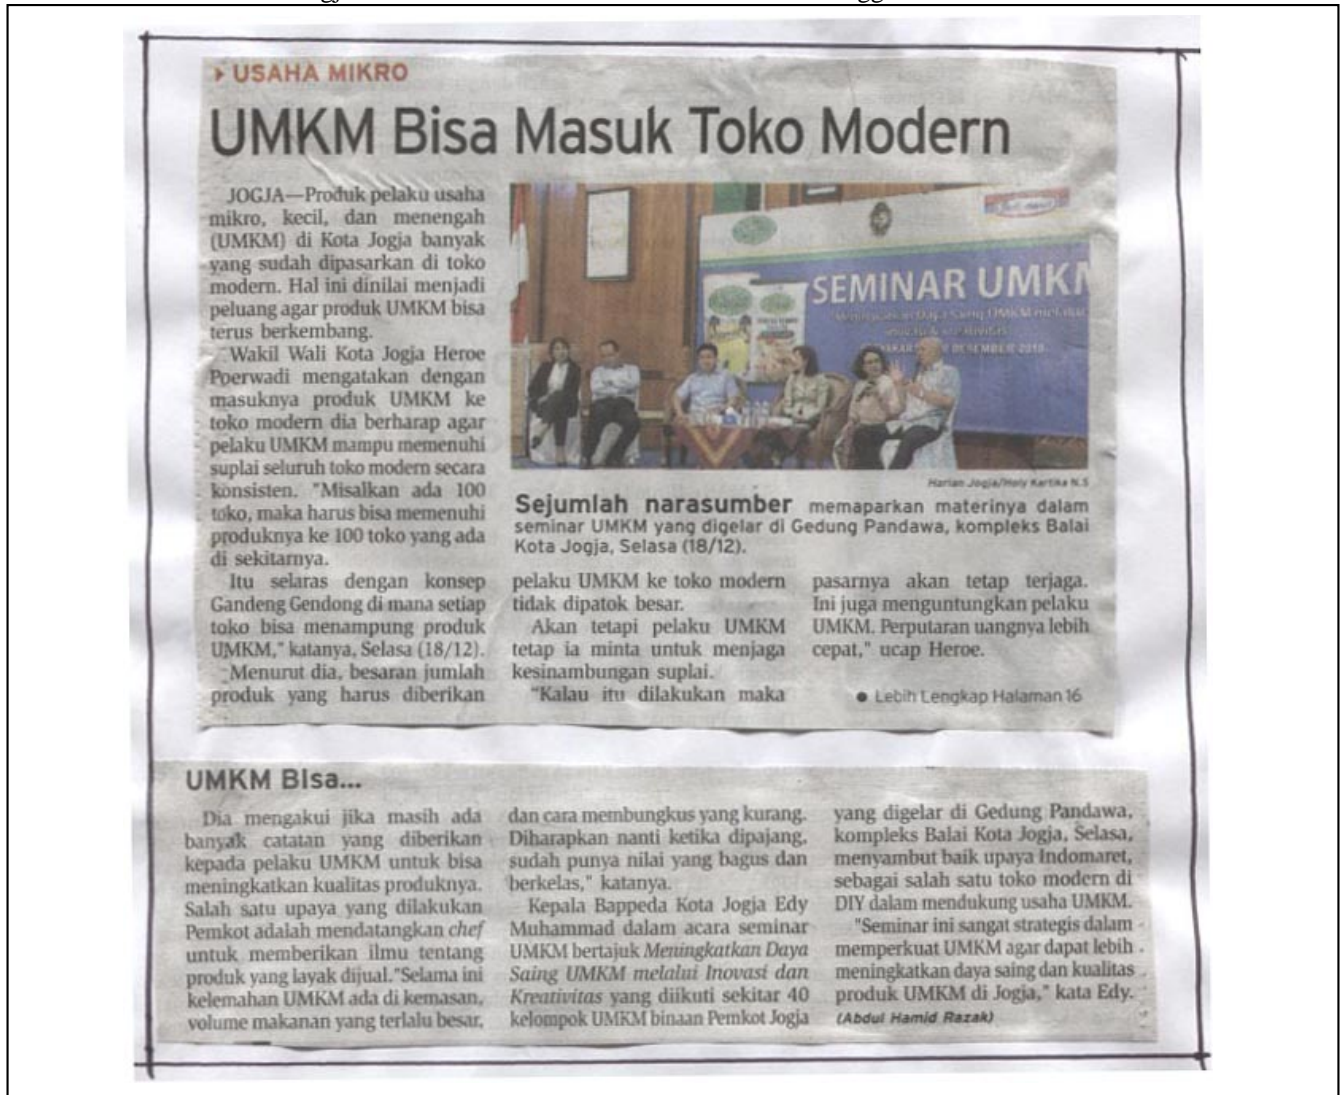 USAHA MIKRO
UMKM Bisa Masuk Toko Modern
JOGJA—Produk pelaku usaha
mikro, kecil, dan menengah
(UMKM) di Kota Jogja banyak
yang sudah dipasarkan di toko
modern. Hal ini dinilai menjadi
peluang agar produk UMKM bisa
terus berkembang.
Wakil Wali Kota Jogja Heroe
Poerwadi mengatakan dengan
masuknya produk UMKM ke
toko modern dia berharap agar
pelaku UMKM mampu memenuhi
suplai seluruh toko modern secara
konsisten. "Misalkan ada 100
toko, maka harus bisa memenuhi
produknya ke 100 toko yang ada
di sekitarnya.
Itu selaras dengan konsep
Gandeng Gendong di mana setiap
toko bisa menampung produk
UMKM," katanya, Selasa (18/12).
Menurut dia, besaran jumlah
produk yang harus diberikan
SEMINAR UMKM
Daya Saing UMKM melalui
DESEMBER 2018
Harian Jogja/Holy Kartika N.S
Sejumlah narasumber memaparkan materinya dalam
seminar UMKM yang digelar di Gedung Pandawa, kompleks Balai
Kota Jogja, Selasa (18/12).
pelaku UMKM ke toko modern
tidak dipatok besar.
Akan tetapi pelaku UMKM
tetap ia minta untuk menjaga
kesinambungan suplai.
"Kalau itu dilakukan maka
pasarnya akan tetap terjaga.
Ini juga menguntungkan pelaku
UMKM. Perputaran uangnya lebih
cepat," ucap Heroe.
● Lebih Lengkap Halaman 16
UMKM BIsa...
Dia mengakui jika masih ada
banyak catatan yang diberikan
kepada pelaku UMKM untuk bisa
meningkatkan kualitas produknya.
Salah satu upaya yang dilakukan
Pemkot adalah mendatangkan chef
untuk memberikan ilmu tentang
produk yang layak dijual."Selama ini
kelemahan UMKM ada di kemasan,
volume makanan yang terlalu besar,
dan cara membungkus yang kurang.
Diharapkan nanti ketika dipajang,
sudah punya nilai yang bagus dan
berkelas," katanya.
Kepala Bappeda Kota Jogja Edy
Muhammad dalam acara seminar
UMKM bertajuk Meningkatkan Daya
Saing UMKM melalui Inovasi dan
Kreativitas yang diikuti sekitar 40
kelompok UMKM binaan Pemkot Jogja
yang digelar di Gedung Pandawa,
kompleks Balai Kota Jogja, Selasa,
menyambut baik upaya Indomaret,
sebagai salah satu toko modern di
DIY dalam mendukung usaha UMKM.
"Seminar ini sangat strategis dalam
memperkuat UMKM agar dapat lebih
meningkatkan daya saing dan kualitas
produk UMKM di Jogja," kata Edy.
(Abdul Hamid Razak)